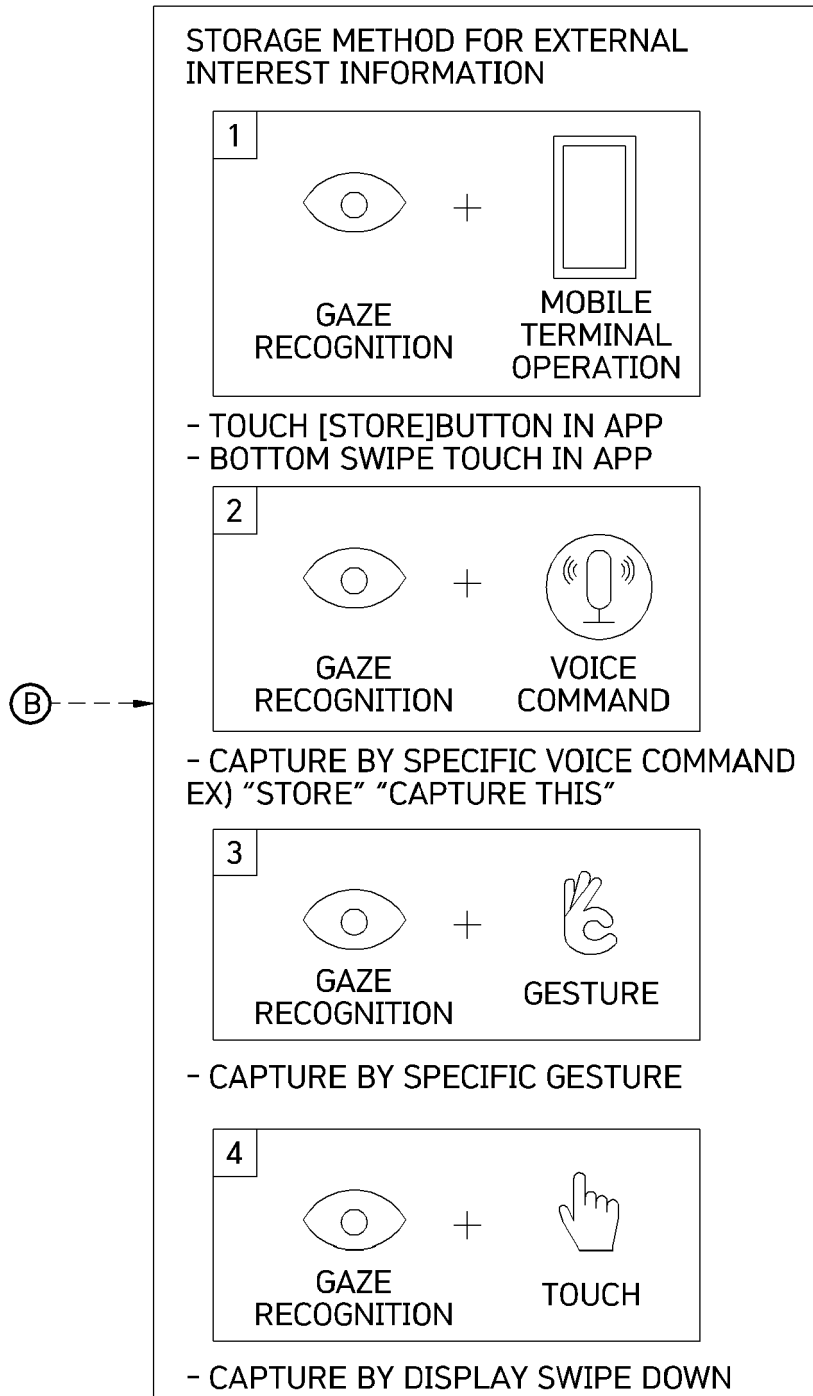 STORAGE METHOD FOR EXTERNAL
INTEREST INFORMATION
1
+
GAZE
RECOGNITION
MOBILE
TERMINAL
OPERATION
- TOUCH [STORE]BUTTON IN APP
- BOTTOM SWIPE TOUCH IN APP
2
+
GAZE
RECOGNITION
VOICE
COMMAND
B
- CAPTURE BY SPECIFIC VOICE COMMAND
EX) "STORE" "CAPTURE THIS"
3
+
GAZE
RECOGNITION
GESTURE
- CAPTURE BY SPECIFIC GESTURE
4
+
GAZE
RECOGNITION
TOUCH
- CAPTURE BY DISPLAY SWIPE DOWN